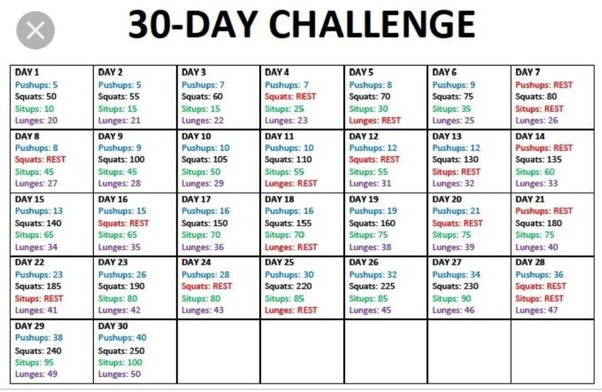 30-DAY CHALLENGE
DAY 1
Pushups: 5
Squats: 50
Situps: 10
Lunges: 20
DAY 2
Pushups: 5
Squats: 55
Situps: 15
Lunges: 21
DAY 3
Pushups: 7
Squats: 60
Situps: 15
Lunges: 22
DAY 4
Pushups: 7
Squats: REST
Situps: 25
Lunges: 23
DAY 5
Pushups: 8
Squats: 70
Situps: 30
Lunges: REST
DAY 6
Pushups: 9
Squats: 75
Situps: 35
Lunges: 25
DAY 7
Pushups: REST
Squats: 80
Situps: REST
Lunges: 26
DAY 8
Pushups: 8
Squats: REST
Situps: 45
Lunges: 27
DAY 9
Pushups: 9
Squats: 100
Situps: 45
Lunges: 28
DAY 10
Pushups: 10
Squats: 105
Situps: 50
Lunges: 29
DAY 11
Pushups: 10
Squats: 110
Situps: 55
Lunges: REST
DAY 12
Pushups: 12
Squats: REST
Situps: 55
Lunges: 31
DAY 13
Pushups: 12
Squats: 130
Situps: REST
Lunges: 32
DAY 14
Pushups: REST
Squats: 135
Situps: 60
Lunges: 33
DAY 15
Pushups: 13
Squats: 140
Situps: 65
Lunges: 34
DAY 16
Pushups: 15
Squats: REST
Situps: 65
Lunges: 35
DAY 17
Pushups: 16
Squats: 150
Situps: 70
Lunges: 36
DAY 18
Pushups: 16
Squats: 155
Situps: 70
Lunges: REST
DAY 19
Pushups: 19
Squats: 160
Situps: 75
Lunges: 38
DAY 20
Pushups: 21
Squats: REST
Situps: 75
Lunges: 39
DAY 21
Pushups: REST
Squats: 180
Situps: 75
Lunges: 40
DAY 22
Pushups: 23
Squats: 185
Situps: REST
Lunges: 41
DAY 23
Pushups: 26
Squats: 190
Situps: 80
Lunges: 42
DAY 24
Pushups: 28
Squats: REST
Situps: 80
Lunges: 43
DAY 25
Pushups: 30
Squats: 220
Situps: 85
Lunges: REST
DAY 26
Pushups: 32
Squats: 225
Situps: 85
Lunges: 45
DAY 27
Pushups: 34
Squats: 230
Situps: 90
Lunges: 46
DAY 28
Pushups: 36
Squats: REST
Situps: REST
Lunges: 47
DAY 29
Pushups: 38
Squats: 240
Situps: 95
Lunges: 49
DAY 30
Pushups: 40
Squats: 250
Situps: 100
Lunges: 50